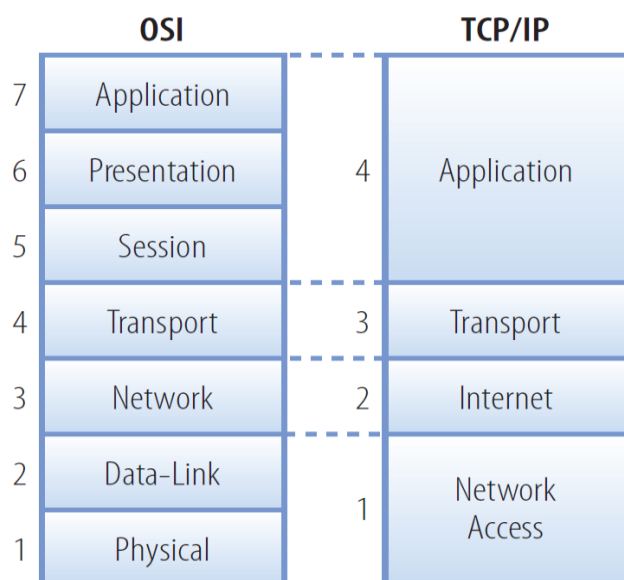 OSI TCP/IP
7 Application
6 Presentation 4 Application
5 Session
4 Transport 3 Transport
3 Network 2 Internet
2 Data-Link
1 Network
Access
1 Physical